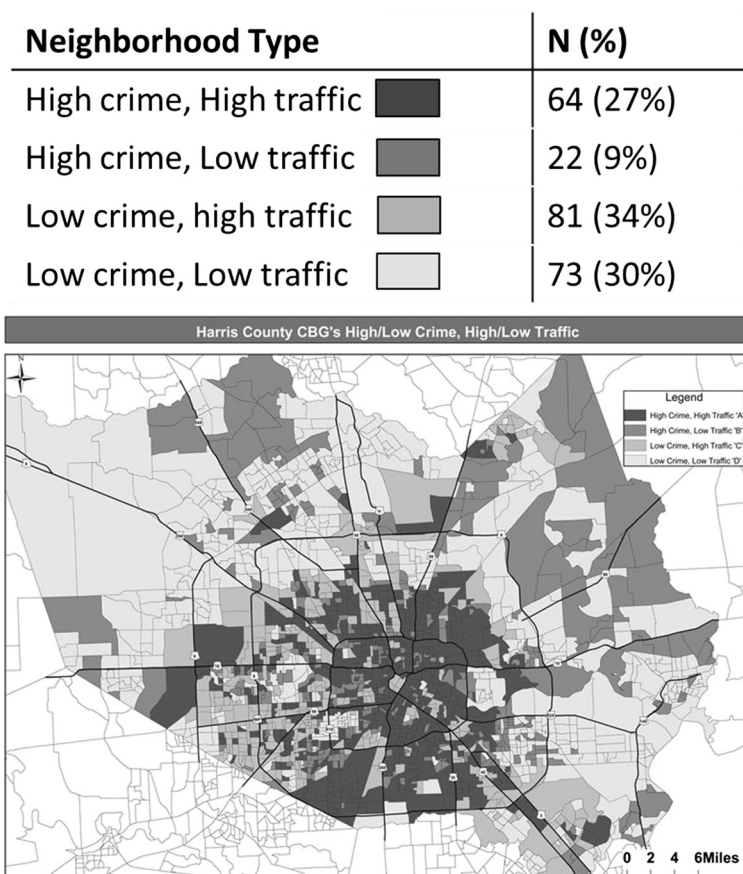 Neighborhood Type N (%)
High crime, High traffic 64 (27%)
High crime, Low traffic 22 (9%)
Low crime, high traffic 81 (34%)
Low crime, Low traffic 73 (30%)
Harris County CBG's High/Low Crime, High/Low Traffic
N
Legend
High Crime, High Traffic 'A'
High Crime, Low Traffic 'B'
Low Crime, High Traffic 'C'
Low Crime, Low Traffic 'D'
0 2 4 6Miles